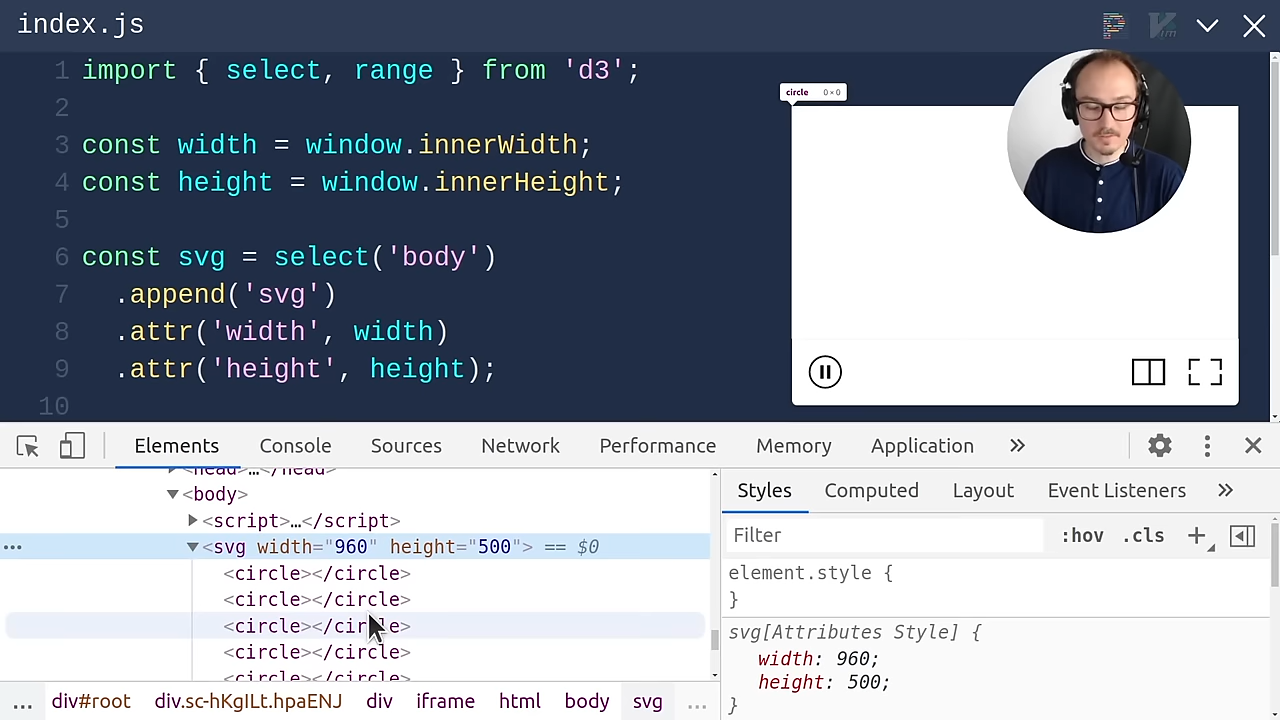 index.js
1 import { select, range } from 'd3';
2
3 const width = window.innerWidth;
4 const height = window.innerHeight;
5
6 const svg = select('body')
7 .append('svg')
8 .attr('width', width)
9 .attr('height', height);
10
circle 0×0
Elements Console Sources Network Performance Memory Application »
<head>…</head>
▼<body>
▶<script>…</script>
… ▼<svg width="960" height="500"> == $0
<circle></circle>
<circle></circle>
<circle></circle>
<circle></circle>
<circle></circle>
… div#root div.sc-hKgILt.hpaENJ div iframe html body svg …
Styles Computed Layout Event Listeners »
Filter :hov .cls +
element.style {
}
svg[Attributes Style] {
width: 960;
height: 500;
}